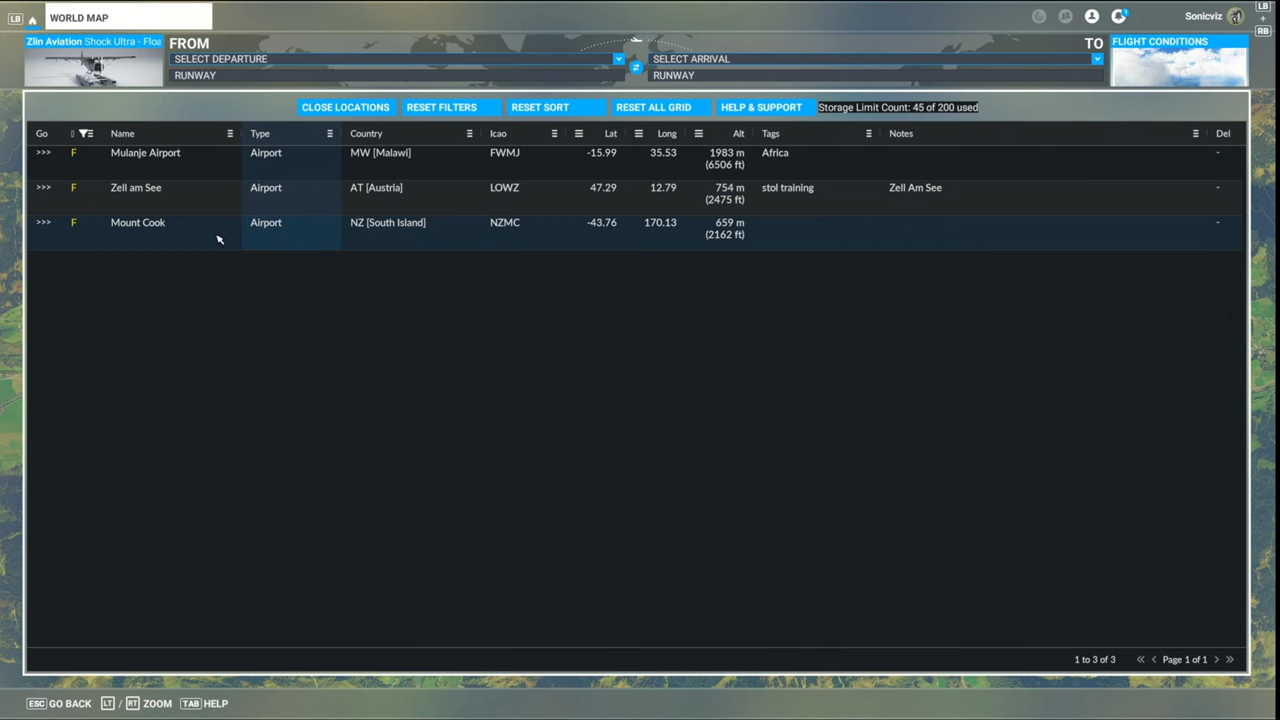 LB
WORLD MAP
1
Sonicviz
LB
+
RB
Zlin Aviation Shock Ultra - Floa
FROM
SELECT DEPARTURE
RUNWAY
TO
SELECT ARRIVAL
RUNWAY
FLIGHT CONDITIONS
CLOSE LOCATIONS RESET FILTERS RESET SORT RESET ALL GRID HELP & SUPPORT Storage Limit Count: 45 of 200 used
Go Name Type Country Icao Lat Long Alt Tags Notes Del
>>> F Mulanje Airport Airport MW [Malawi] FWMJ -15.99 35.53 1983 m Africa -
(6506 ft)
>>> F Zell am See Airport AT [Austria] LOWZ 47.29 12.79 754 m stol training Zell Am See -
(2475 ft)
>>> F Mount Cook Airport NZ [South Island] NZMC -43.76 170.13 659 m -
(2162 ft)
1 to 3 of 3 Page 1 of 1
ESC GO BACK LT / RT ZOOM TAB HELP